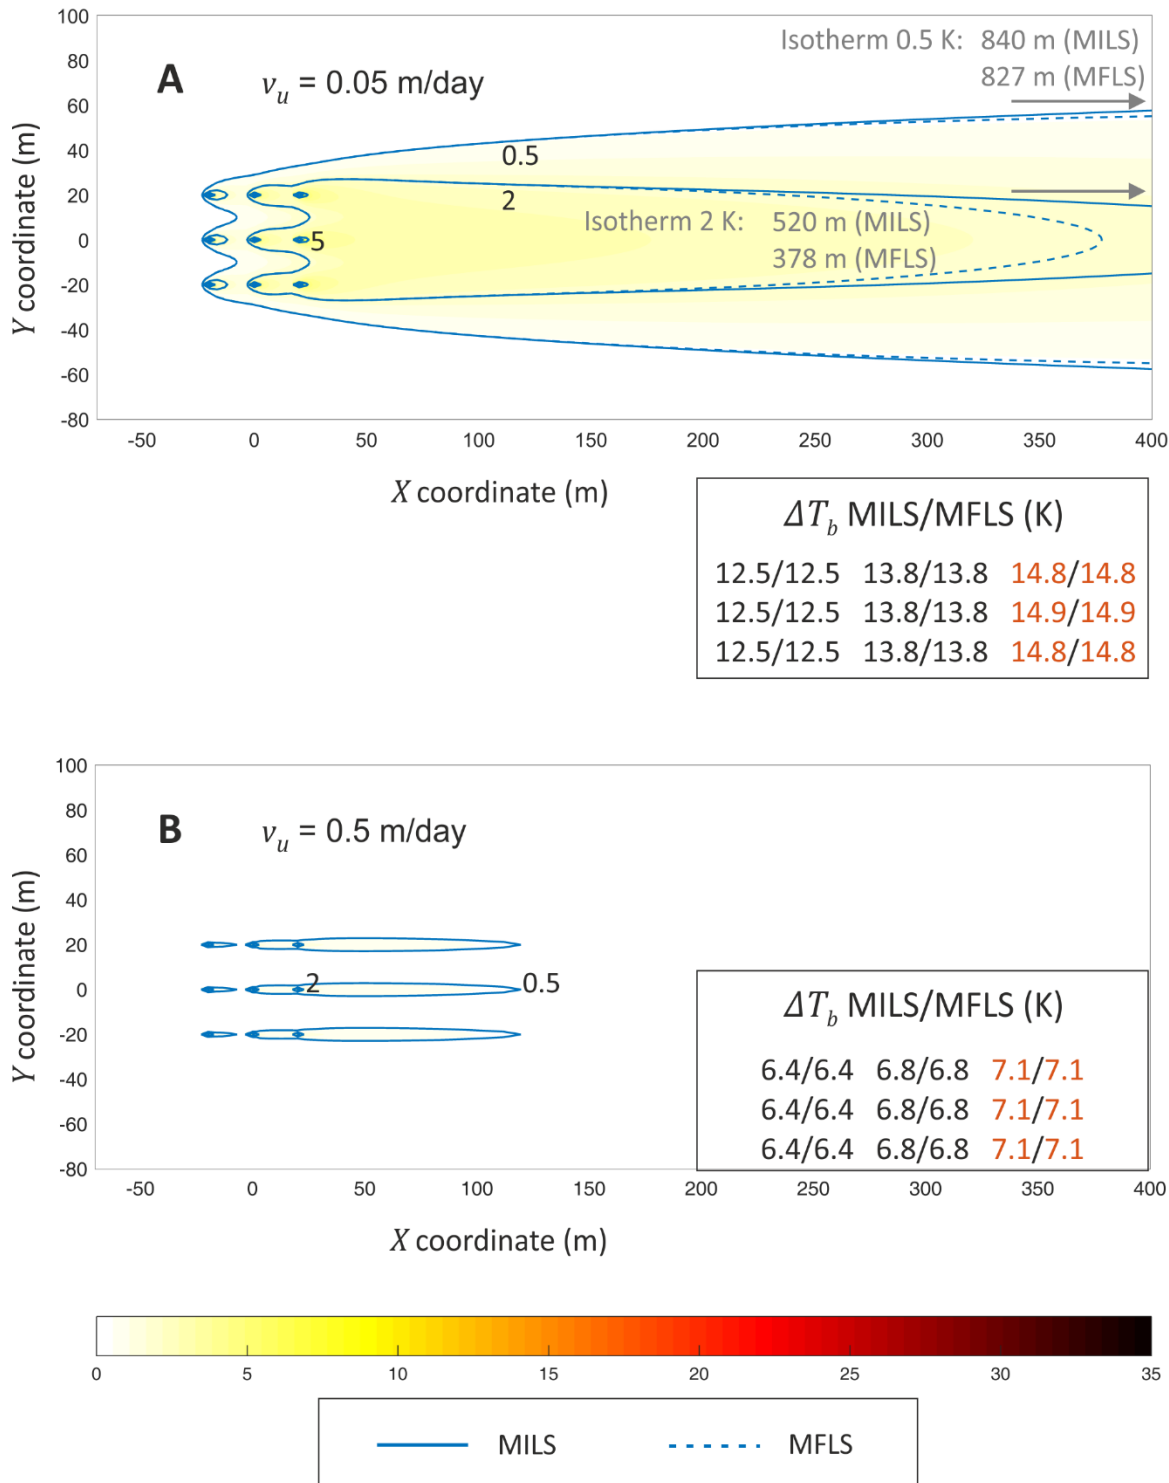 100
80
60
40
20
0
-20
-40
-60
-80
Y coordinate (m)
A
v_u = 0.05 m/day
Isotherm 0.5 K: 840 m (MILS)
827 m (MFLS)
0.5
2
Isotherm 2 K: 520 m (MILS)
378 m (MFLS)
5
-50 0 50 100 150 200 250 300 350 400
X coordinate (m)
ΔT_b MILS/MFLS (K)
12.5/12.5 13.8/13.8 14.8/14.8
12.5/12.5 13.8/13.8 14.9/14.9
12.5/12.5 13.8/13.8 14.8/14.8
100
80
60
40
20
0
-20
-40
-60
-80
Y coordinate (m)
B
v_u = 0.5 m/day
2 0.5
ΔT_b MILS/MFLS (K)
6.4/6.4 6.8/6.8 7.1/7.1
6.4/6.4 6.8/6.8 7.1/7.1
6.4/6.4 6.8/6.8 7.1/7.1
-50 0 50 100 150 200 250 300 350 400
X coordinate (m)
0 5 10 15 20 25 30 35
MILS MFLS